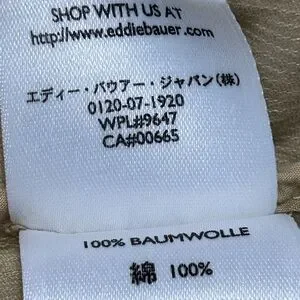 SHOP WITH US AT
http://www.eddiebauer.com
エディー・バウアー・ジャパン(株)
0120-07-1920
WPL#9647
CA#00665
100% BAUMWOLLE
綿 100%